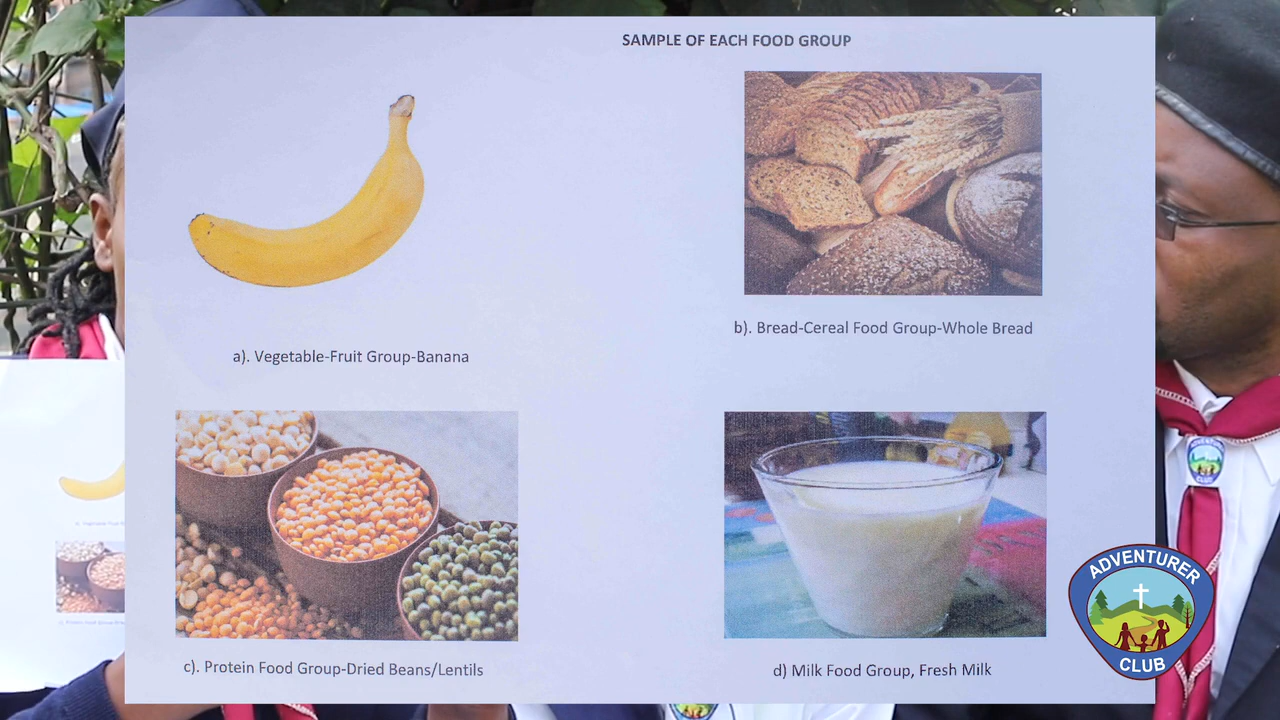 SAMPLE OF EACH FOOD GROUP
a). Vegetable-Fruit Group-Banana
b). Bread-Cereal Food Group-Whole Bread
c). Protein Food Group-Dried Beans/Lentils
d) Milk Food Group, Fresh Milk
ADVENTURER
CLUB